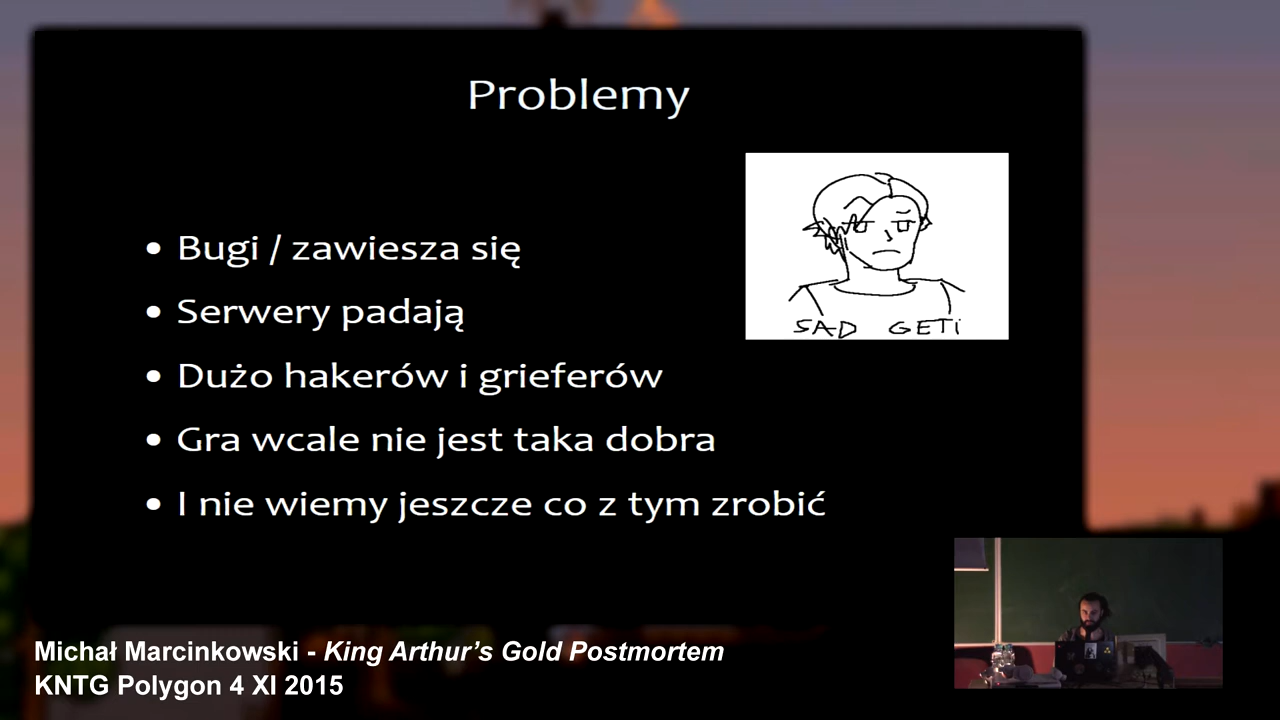 Problemy
• Bugi / zawiesza się
• Serwery padają
• Dużo hakerów i grieferów
• Gra wcale nie jest taka dobra
• I nie wiemy jeszcze co z tym zrobić
SAD GETi
Michał Marcinkowski - King Arthur's Gold Postmortem
KNTG Polygon 4 XI 2015